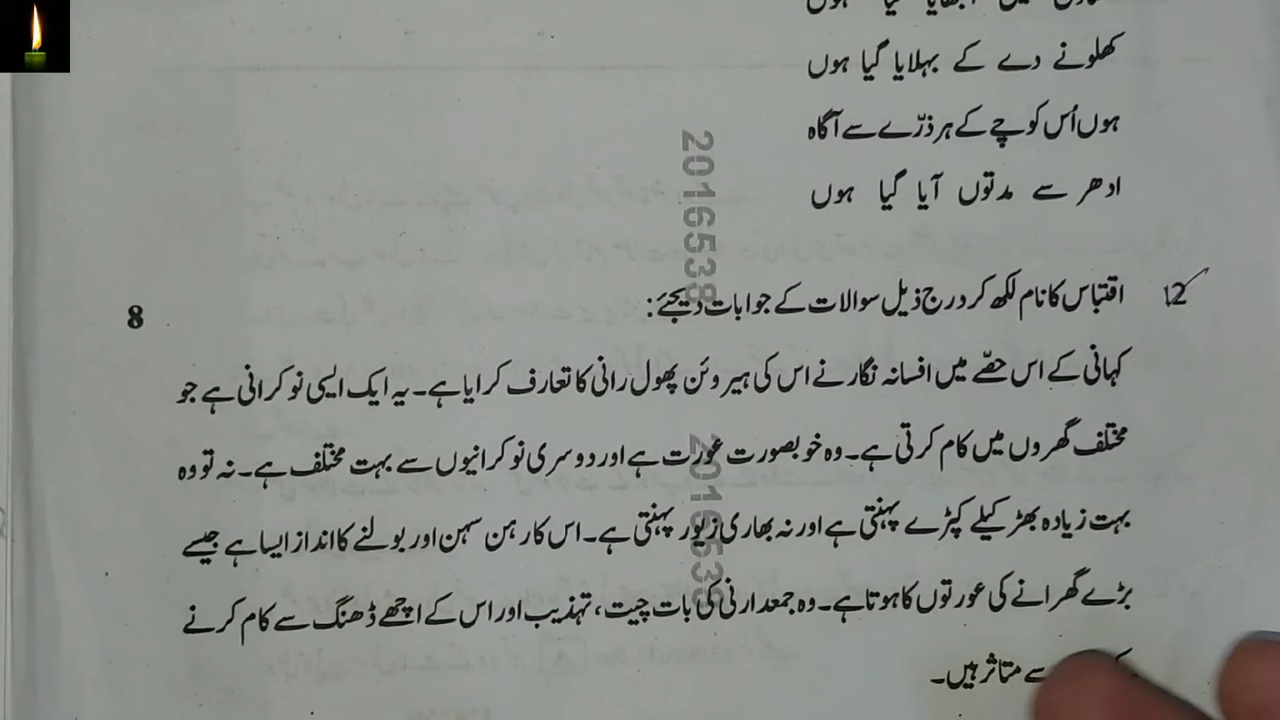 کھلونے دے کے بہلایا گیا ہوں
ہوں اُس کوچے کے ہر ذرّے سے آگاہ
ادھر سے مدتوں آیا گیا ہوں
12 اقتباس کا نام لکھ کر درج ذیل سوالات کے جوابات دیجئے: 8
کہانی کے اس حصّے میں افسانہ نگار نے اس کی ہیروئن پھول رانی کا تعارف کرایا ہے۔ یہ ایک ایسی نوکرانی ہے جو
مختلف گھروں میں کام کرتی ہے۔ وہ خوبصورت عورت ہے اور دوسری نوکرانیوں سے بہت مختلف ہے۔ نہ تو وہ
بہت زیادہ بھڑکیلے کپڑے پہنتی ہے اور نہ بھاری زیور پہنتی ہے۔ اس کا رہن سہن اور بولنے کا انداز ایسا ہے جیسے
بڑے گھرانے کی عورتوں کا ہوتا ہے۔ وہ جمعدارنی کی بات چیت، تہذیب اور اس کے اچھے ڈھنگ سے کام کرنے
سے متاثر ہیں۔
2016538
2016538